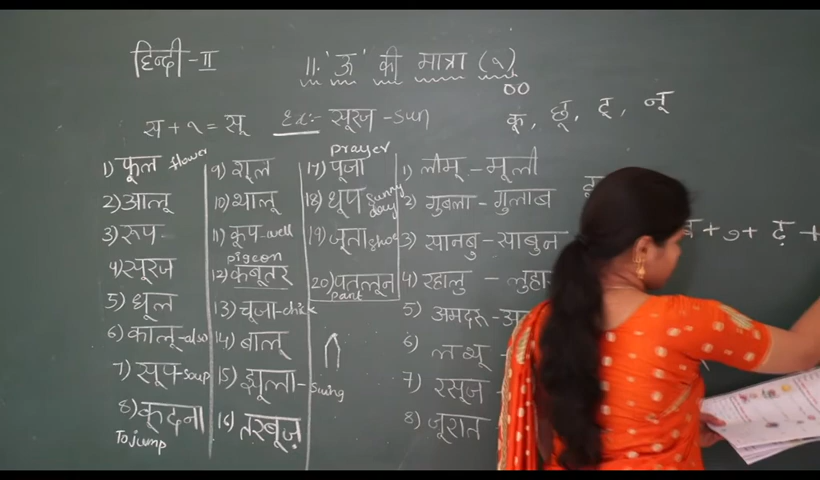 हिन्दी-II
11. 'ऊ' की मात्रा (ू)
OO
स + ू = सू
Ex:- सूरज - sun
कू, छू, टू, नू
1) फूल flower
2) आलू
3) रूप
4) सूरज
5) धूल
6) कालू-also
7) सूप-soup
8) कूदना
To jump
9) शूल
10) थालू
11) कूप-well
pigeon
12) कबूतर
13) चूजा-chick
14) बालू
15) झूला- swing
16) तरबूज़
prayer
17) पूजा
18) धूप sunny day
19) जूता shoe
20) पतलून
pant
1) लीमू - मूली
2) गुबला - गुलाब
3) सानबु - साबुन
4) रहालु - लुहा
5) अमदरू - अ
6)
7) रसूज
8) जूरात